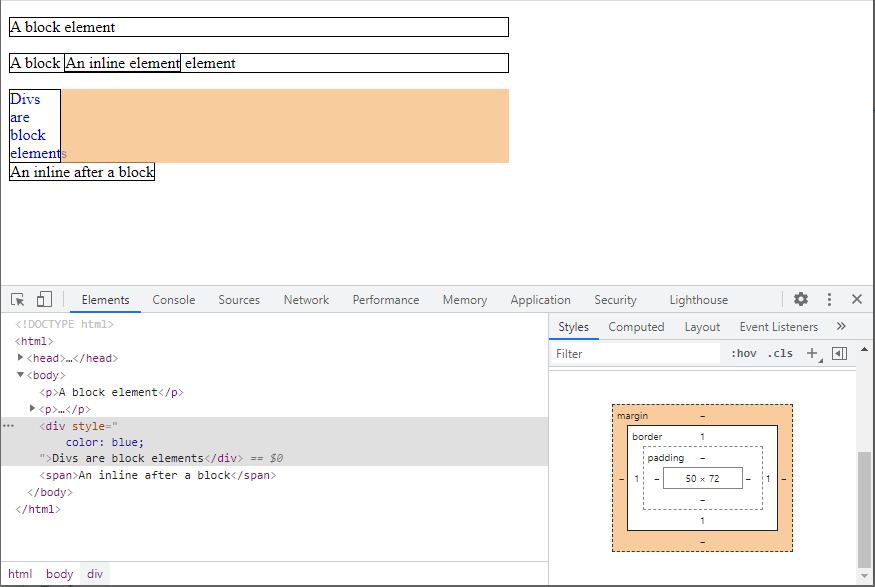 A block element
A block An inline element element
Divs
are
block
elements
An inline after a block
Elements Console Sources Network Performance Memory Application Security Lighthouse
<!DOCTYPE html>
<html>
<head>…</head>
<body>
<p>A block element</p>
<p>…</p>
<div style="
color: blue;
">Divs are block elements</div> == $0
<span>An inline after a block</span>
</body>
</html>
html body div
Styles Computed Layout Event Listeners »
Filter :hov .cls +
margin –
border 1
padding –
– 1 – 50 × 72 – 1 –
–
1
–